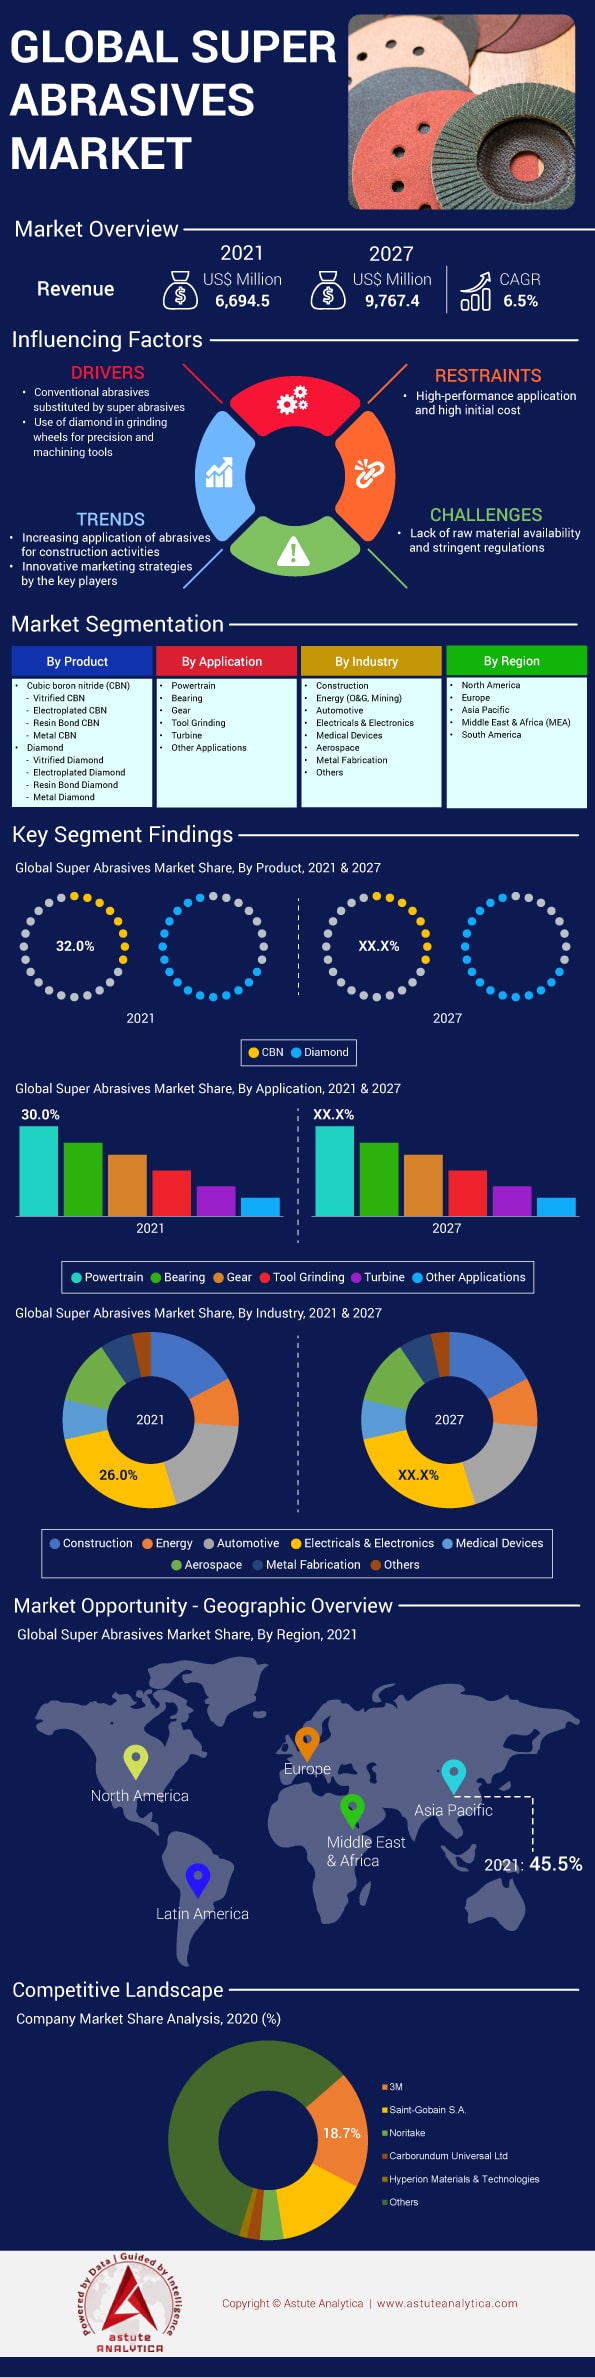 GLOBAL SUPER
ABRASIVES
MARKET
Market Overview
2021
2027
Revenue
US$ Million
6,694.5
US$ Million
9,767.4
CAGR
6.5%
Influencing Factors
DRIVERS
• Conventional abrasives
substituted by super abrasives
• Use of diamond in grinding
wheels for precision and
machining tools
RESTRAINTS
• High-performance application
and high initial cost
TRENDS
• Increasing application of abrasives
for construction activities
• Innovative marketing strategies
by the key players
CHALLENGES
• Lack of raw material availability
and stringent regulations
Market Segmentation
By Product
• Cubic boron nitride (CBN)
- Vitrified CBN
- Electroplated CBN
- Resin Bond CBN
- Metal CBN
• Diamond
- Vitrified Diamond
- Electroplated Diamond
- Resin Bond Diamond
- Metal Diamond
By Application
• Powertrain
• Bearing
• Gear
• Tool Grinding
• Turbine
• Other Applications
By Industry
• Construction
• Energy (O&G, Mining)
• Automotive
• Electricals & Electronics
• Medical Devices
• Aerospace
• Metal Fabrication
• Others
By Region
• North America
• Europe
• Asia Pacific
• Middle East & Africa (MEA)
• South America
Key Segment Findings
Global Super Abrasives Market Share, By Product, 2021 & 2027
32.0%
XX.X%
2021
2027
CBN Diamond
Global Super Abrasives Market Share, By Application, 2021 & 2027
30.0%
XX.X%
2021
2027
Powertrain Bearing Gear Tool Grinding Turbine Other Applications
Global Super Abrasives Market Share, By Industry, 2021 & 2027
2021
26.0%
2027
XX.X%
Construction Energy Automotive Electricals & Electronics Medical Devices
Aerospace Metal Fabrication Others
Market Opportunity - Geographic Overview
Global Super Abrasives Market Share, By Region, 2021
North America
Europe
Asia Pacific
Middle East
& Africa
2021: 45.5%
Latin America
Competitive Landscape
Company Market Share Analysis, 2020 (%)
18.7%
3M
Saint-Gobain S.A.
Noritake
Carborundum Universal Ltd
Hyperion Materials & Technologies
Others
Powered by Data | Guided by Intelligence
astute
ANALYTICA
Copyright © Astute Analytica | www.astuteanalytica.com